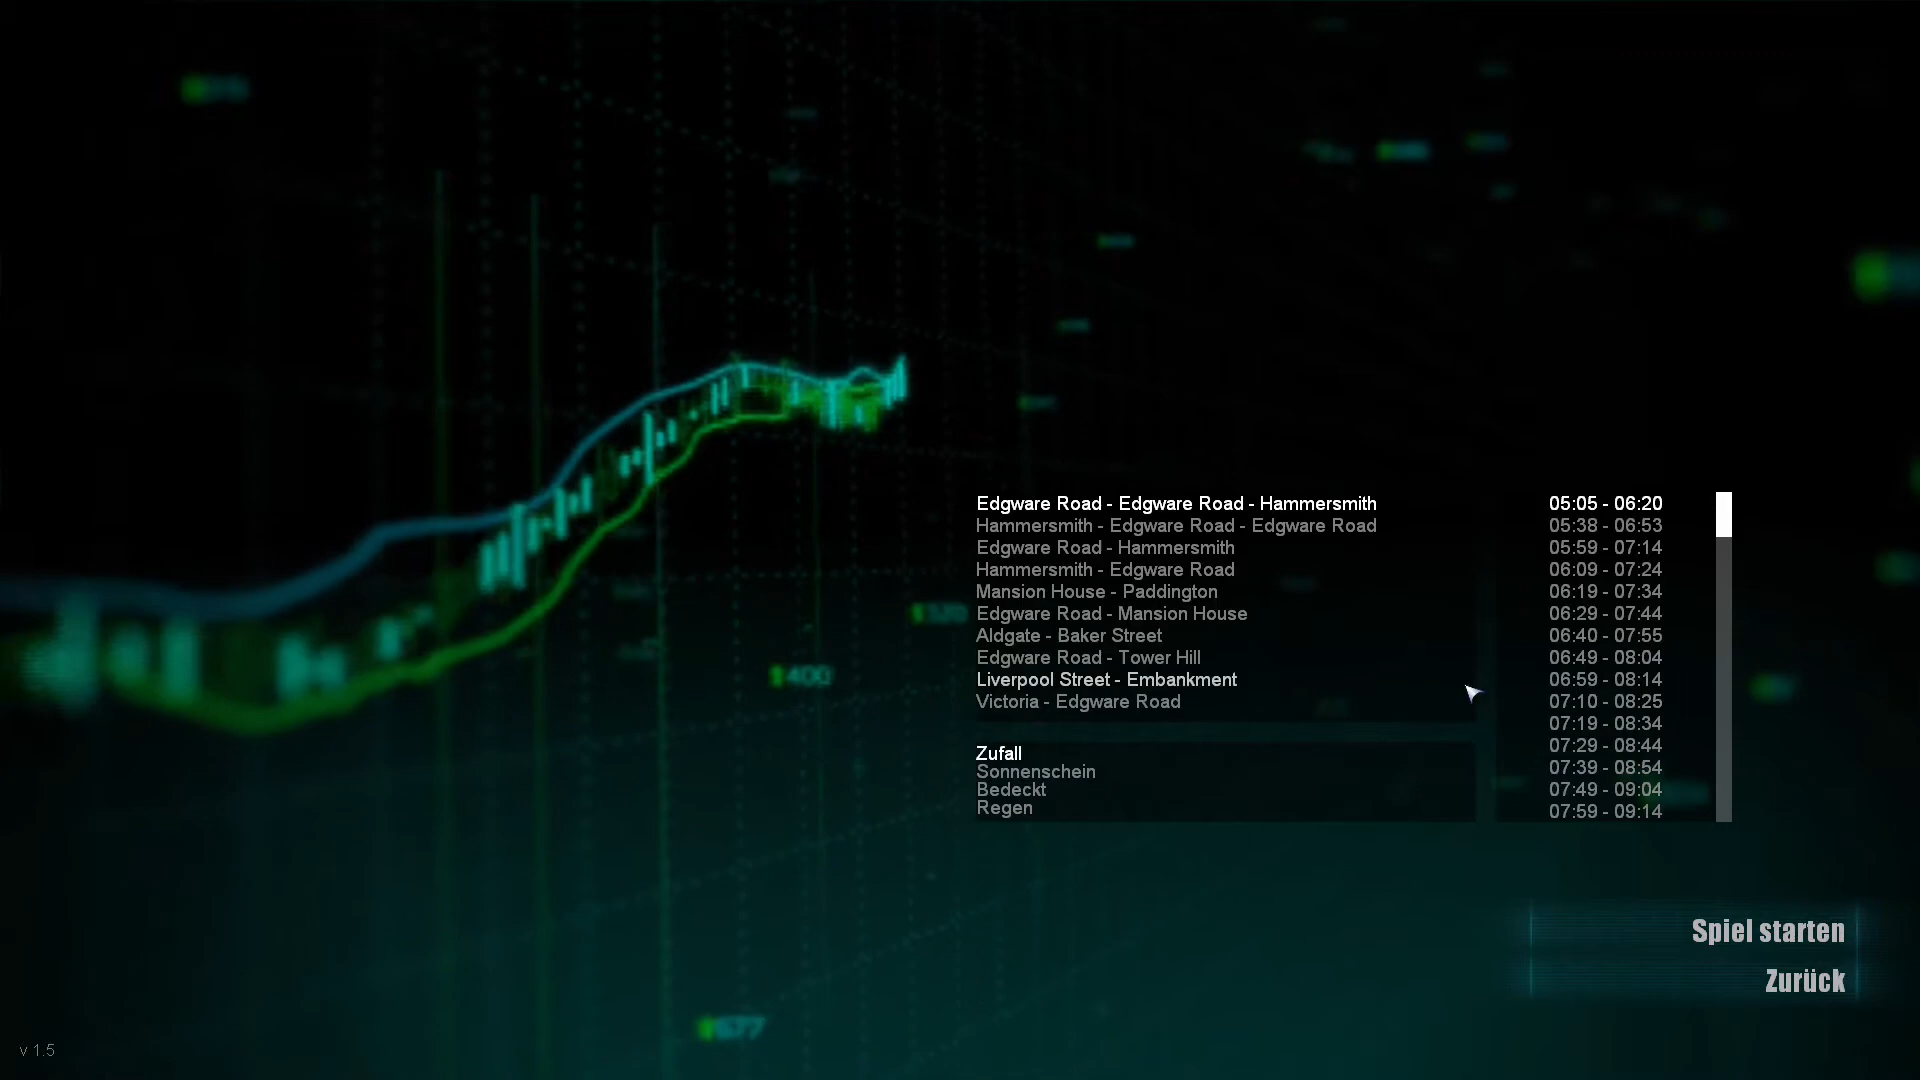 Edgware Road - Edgware Road - Hammersmith 05:05 - 06:20
Hammersmith - Edgware Road - Edgware Road 05:38 - 06:53
Edgware Road - Hammersmith 05:59 - 07:14
Hammersmith - Edgware Road 06:09 - 07:24
Mansion House - Paddington 06:19 - 07:34
Edgware Road - Mansion House 06:29 - 07:44
Aldgate - Baker Street 06:40 - 07:55
Edgware Road - Tower Hill 06:49 - 08:04
Liverpool Street - Embankment 06:59 - 08:14
Victoria - Edgware Road 07:10 - 08:25
07:19 - 08:34
07:29 - 08:44
07:39 - 08:54
07:49 - 09:04
07:59 - 09:14
Zufall
Sonnenschein
Bedeckt
Regen
400
677
Spiel starten
Zurück
v 1.5